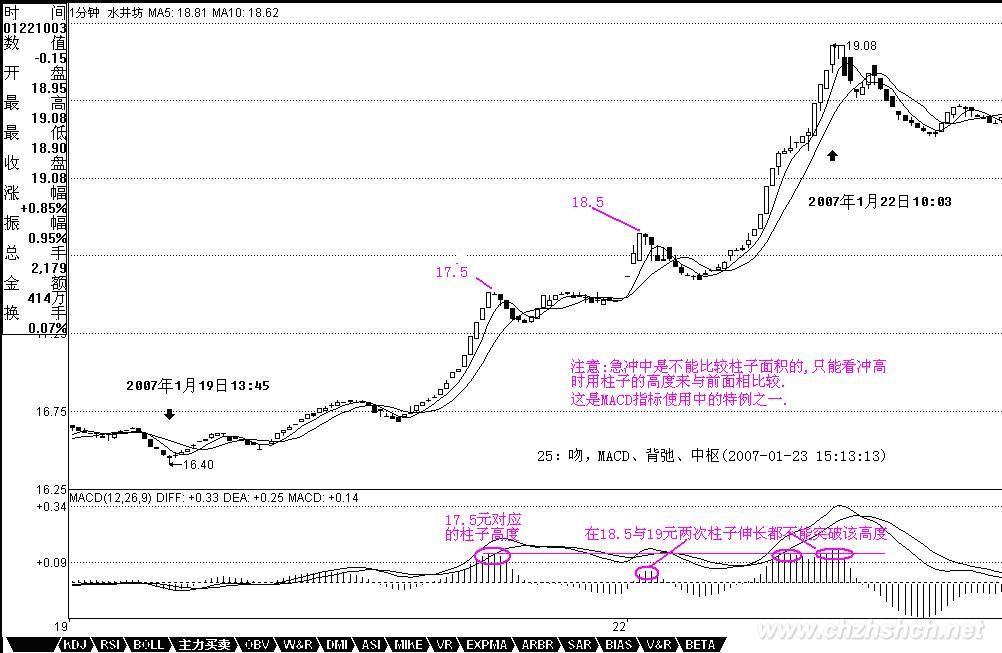 1分钟 水井坊 MA5: 18.81 MA10: 18.62
时 间
01221003
数 值
-0.15
开 盘
18.95
最 高
19.08
最 低
18.90
收 盘
19.08
涨 幅
+0.85%
振 幅
0.95%
总 手
2,179
金 额
414万
换 手
0.07%
19.08
2007年1月22日10:03
18.5
17.5
注意:急冲中是不能比较柱子面积的,只能看冲高
时用柱子的高度来与前面相比较.
这是MACD指标使用中的特例之一.
2007年1月19日13:45
16.75
16.40
25: 吻,MACD、背弛、中枢(2007-01-23 15:13:13)
16.25
MACD(12,26,9) DIFF: +0.33 DEA: +0.25 MACD: +0.14
+0.34
17.5元对应
的柱子高度
在18.5与19元两次柱子伸长都不能突破该高度
+0.09
19
22
www.chzhshch.net
KDJ RSI BOLL 主力买卖 OBV W&R DMI ASI MIKE VR EXPMA ARBR SAR BIAS V&R BETA